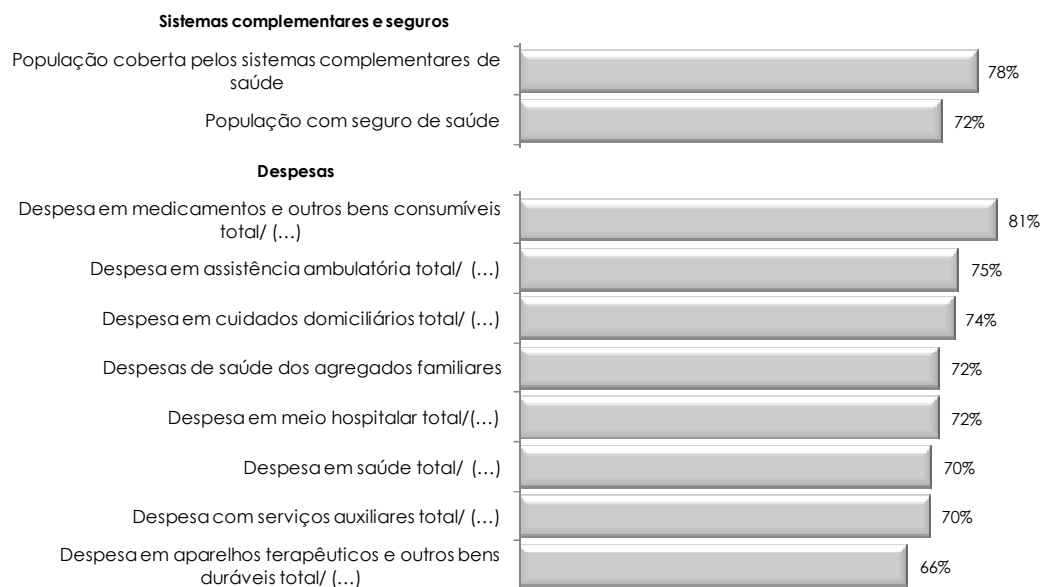 Sistemas complementares e seguros
População coberta pelos sistemas complementares de
saúde
78%
População com seguro de saúde
72%
Despesas
Despesa em medicamentos e outros bens consumíveis
total/ (...)
81%
Despesa em assistência ambulatória total/ (...)
75%
Despesa em cuidados domiciliários total/ (...)
74%
Despesas de saúde dos agregados familiares
72%
Despesa em meio hospitalar total/(...)
72%
Despesa em saúde total/ (...)
70%
Despesa com serviços auxiliares total/ (...)
70%
Despesa em aparelhos terapêuticos e outros bens
duráveis total/ (...)
66%